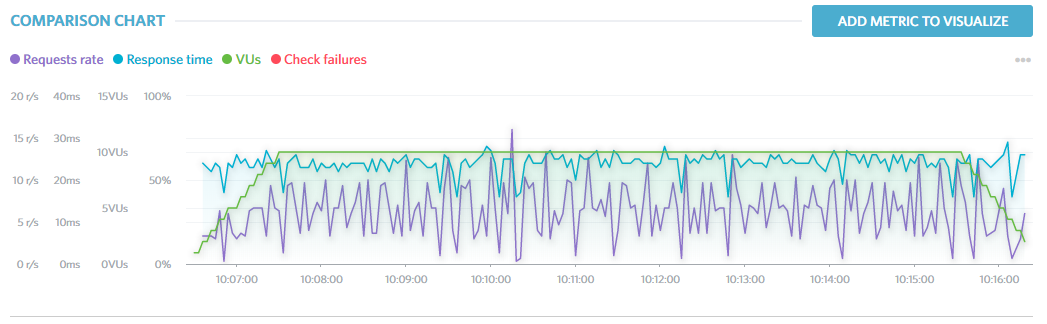 COMPARISON CHART
ADD METRIC TO VISUALIZE
Requests rate Response time VUs Check failures
20 r/s 40ms 15VUs 100%
15 r/s 30ms 10VUs
10 r/s 20ms 50%
5 r/s 10ms 5VUs
0 r/s 0ms 0VUs 0%
10:07:00 10:08:00 10:09:00 10:10:00 10:11:00 10:12:00 10:13:00 10:14:00 10:15:00 10:16:00